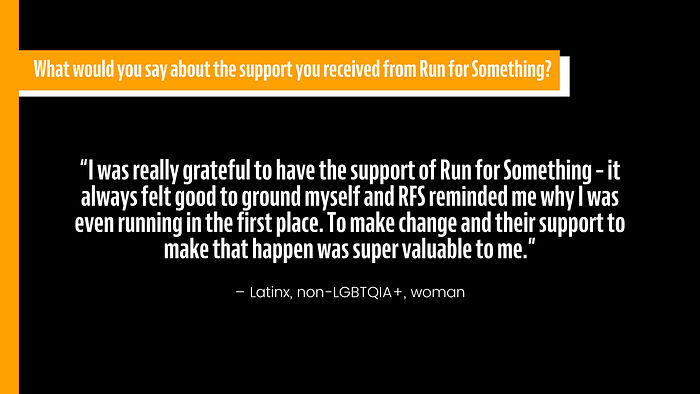 What would you say about the support you received from Run for Something?
“I was really grateful to have the support of Run for Something - it
always felt good to ground myself and RFS reminded me why I was
even running in the first place. To make change and their support to
make that happen was super valuable to me.”
– Latinx, non-LGBTQIA+, woman